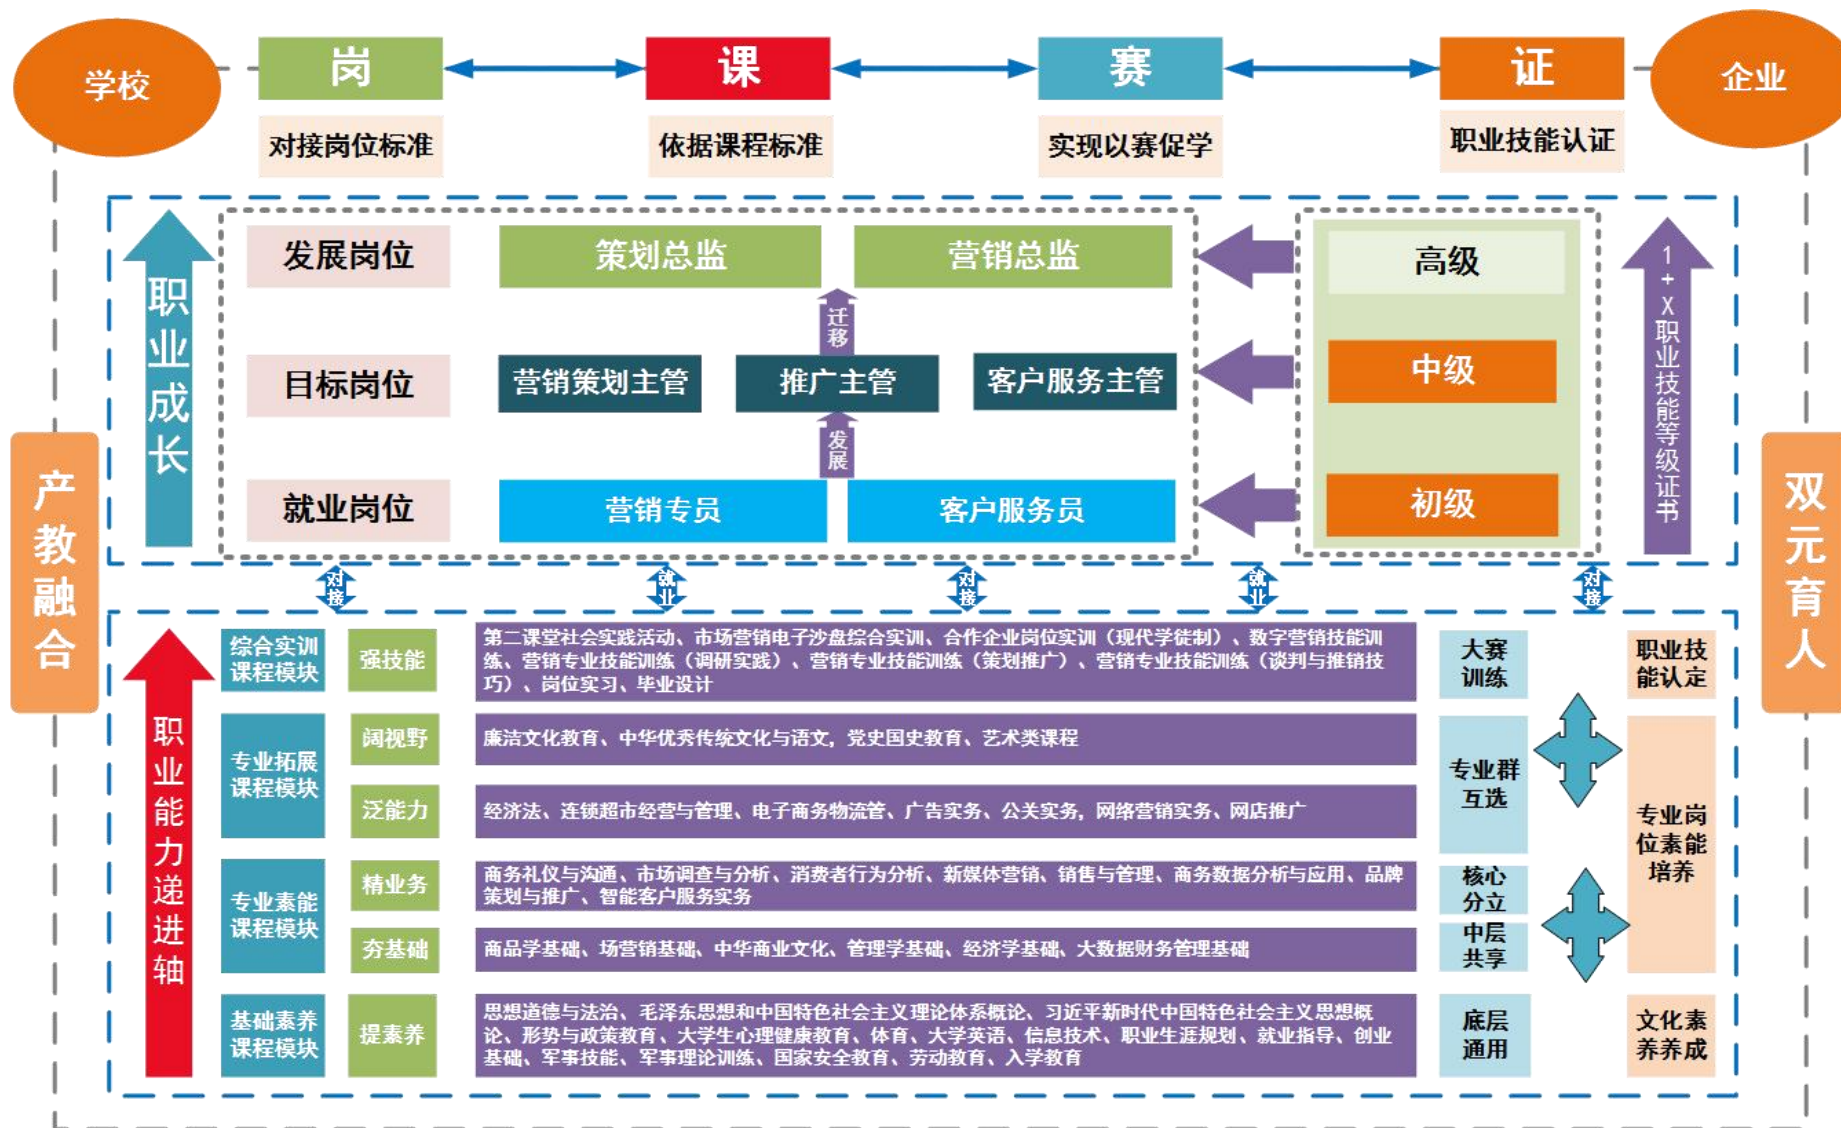 学校
岗
课
赛
证
企业
对接岗位标准
依据课程标准
实现以赛促学
职业技能认证
产教融合
双元育人
职业成长
发展岗位
策划总监
营销总监
高级
迁移
目标岗位
营销策划主管
推广主管
客户服务主管
中级
发展
就业岗位
营销专员
客户服务员
初级
1+X职业技能等级证书
对接
就业
对接
就业
对接
职业能力递进轴
综合实训
课程模块
强技能
第二课堂社会实践活动、市场营销电子沙盘综合实训、合作企业岗位实训（现代学徒制）、数字营销技能训
练、营销专业技能训练（调研实践）、营销专业技能训练（策划推广）、营销专业技能训练（谈判与推销技
巧）、岗位实习、毕业设计
大赛
训练
职业技
能认定
专业拓展
课程模块
阔视野
廉洁文化教育、中华优秀传统文化与语文，党史国史教育、艺术类课程
泛能力
经济法、连锁超市经营与管理、电子商务物流管、广告实务、公关实务，网络营销实务、网店推广
专业群
互选
专业岗
位素能
培养
专业素能
课程模块
精业务
商务礼仪与沟通、市场调查与分析、消费者行为分析、新媒体营销、销售与管理、商务数据分析与应用、品牌
策划与推广、智能客户服务实务
核心
分立
夯基础
商品学基础、场营销基础、中华商业文化、管理学基础、经济学基础、大数据财务管理基础
中层
共享
基础素养
课程模块
提素养
思想道德与法治、毛泽东思想和中国特色社会主义理论体系概论、习近平新时代中国特色社会主义思想概
论、形势与政策教育、大学生心理健康教育、体育、大学英语、信息技术、职业生涯规划、就业指导、创业
基础、军事技能、军事理论训练、国家安全教育、劳动教育、入学教育
底层
通用
文化素
养养成